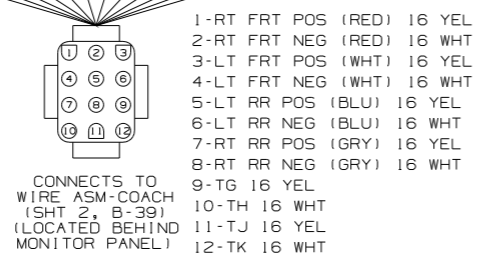 1 2 3
4 5 6
7 8 9
10 11 12
CONNECTS TO
WIRE ASM-COACH
(SHT 2, B-39)
(LOCATED BEHIND
MONITOR PANEL)
1-RT FRT POS (RED) 16 YEL
2-RT FRT NEG (RED) 16 WHT
3-LT FRT POS (WHT) 16 YEL
4-LT FRT NEG (WHT) 16 WHT
5-LT RR POS (BLU) 16 YEL
6-LT RR NEG (BLU) 16 WHT
7-RT RR POS (GRY) 16 YEL
8-RT RR NEG (GRY) 16 WHT
9-TG 16 YEL
10-TH 16 WHT
11-TJ 16 YEL
12-TK 16 WHT